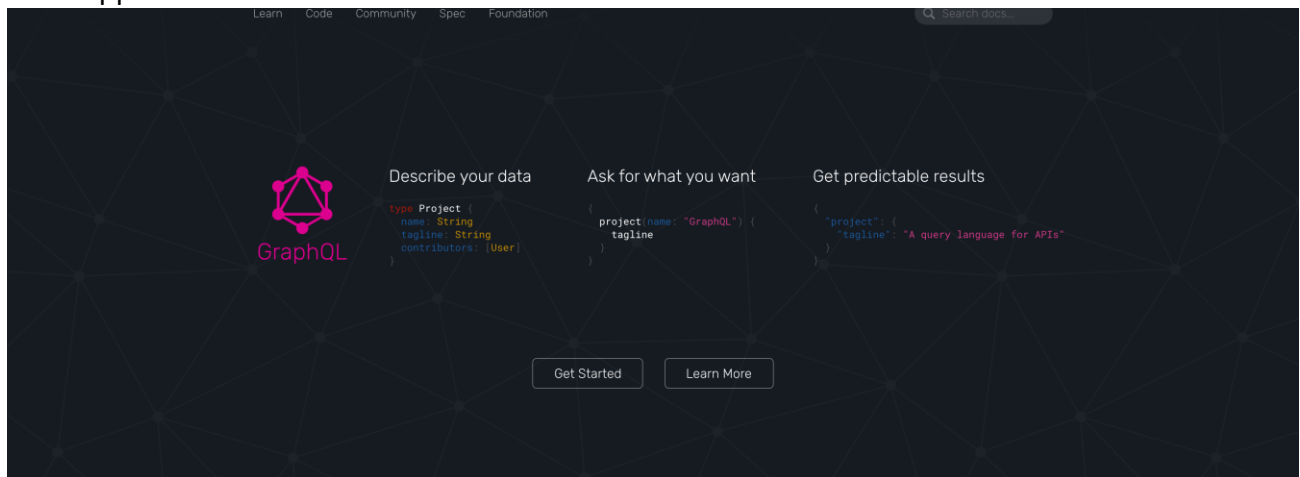 Learn Code Community Spec Foundation
Search docs...
GraphQL
Describe your data
type Project {
  name: String
  tagline: String
  contributors: [User]
}
Ask for what you want
{
  project(name: "GraphQL") {
    tagline
  }
}
Get predictable results
{
  "project": {
    "tagline": "A query language for APIs"
  }
}
Get Started
Learn More